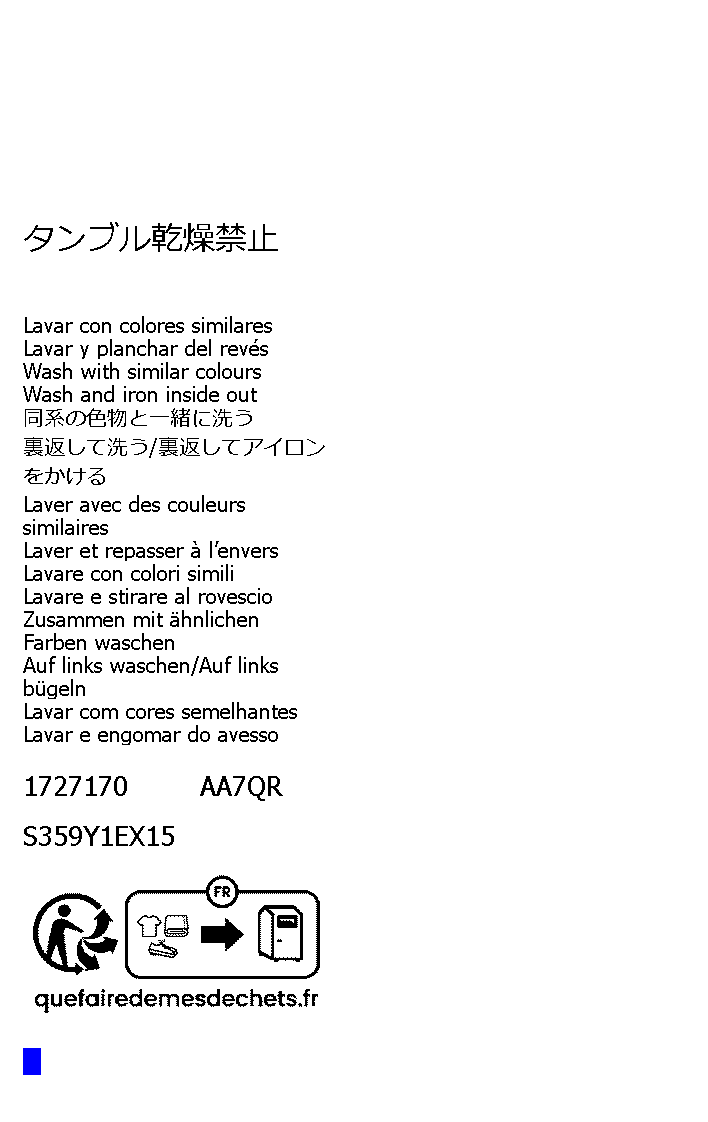 タンブル乾燥禁止
Lavar con colores similares
Lavar y planchar del revés
Wash with similar colours
Wash and iron inside out
同系の色物と一緒に洗う
裏返して洗う/裏返してアイロン
をかける
Laver avec des couleurs
similaires
Laver et repasser à l’envers
Lavare con colori simili
Lavare e stirare al rovescio
Zusammen mit ähnlichen
Farben waschen
Auf links waschen/Auf links
bügeln
Lavar com cores semelhantes
Lavar e engomar do avesso
1727170 AA7QR
S359Y1EX15
FR
quefairedemesdechets.fr